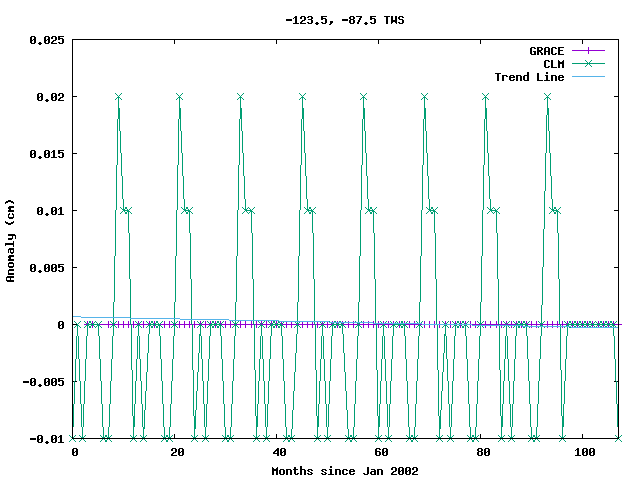 -123.5, -87.5 TWS
GRACE
CLM
Trend Line
0.025
0.02
0.015
0.01
0.005
0
-0.005
-0.01
Anomaly (cm)
0 20 40 60 80 100
Months since Jan 2002